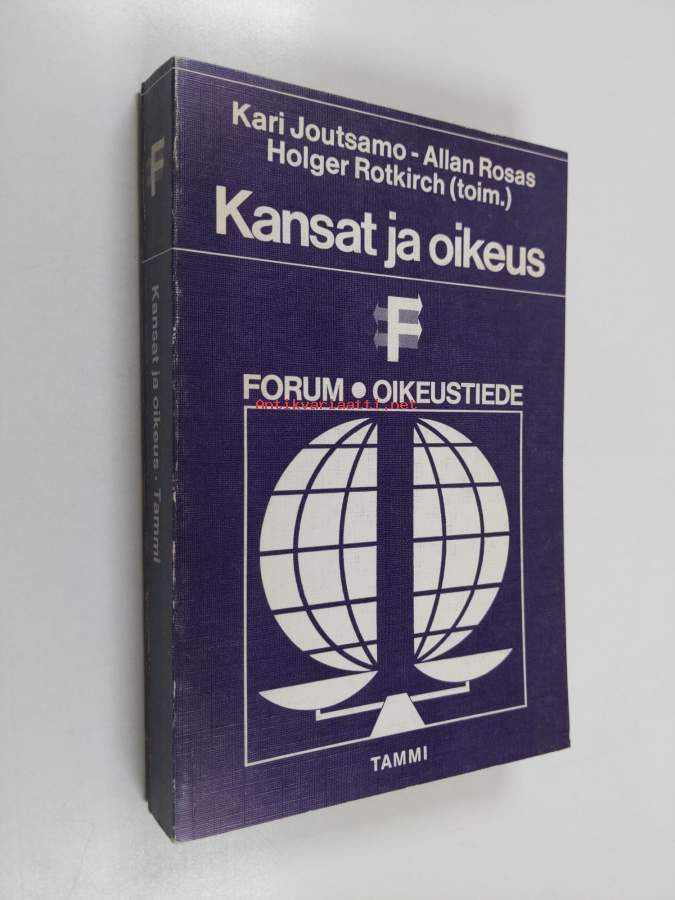 Kari Joutsamo - Allan Rosas
Holger Rotkirch (toim.)
Kansat ja oikeus
F
FORUM ● OIKEUSTIEDE
Antikvariaatti.net
TAMMI
F
Kansat ja oikeus · Tammi